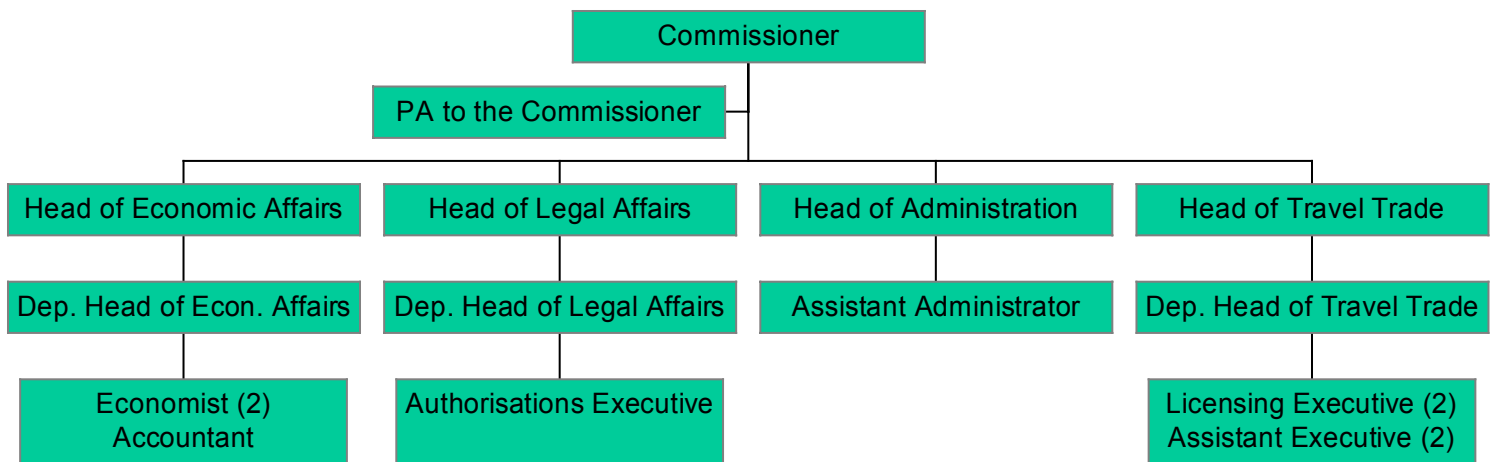 Commissioner
PA to the Commissioner
Head of Economic Affairs
Head of Legal Affairs
Head of Administration
Head of Travel Trade
Dep. Head of Econ. Affairs
Dep. Head of Legal Affairs
Assistant Administrator
Dep. Head of Travel Trade
Economist (2)
Accountant
Authorisations Executive
Licensing Executive (2)
Assistant Executive (2)